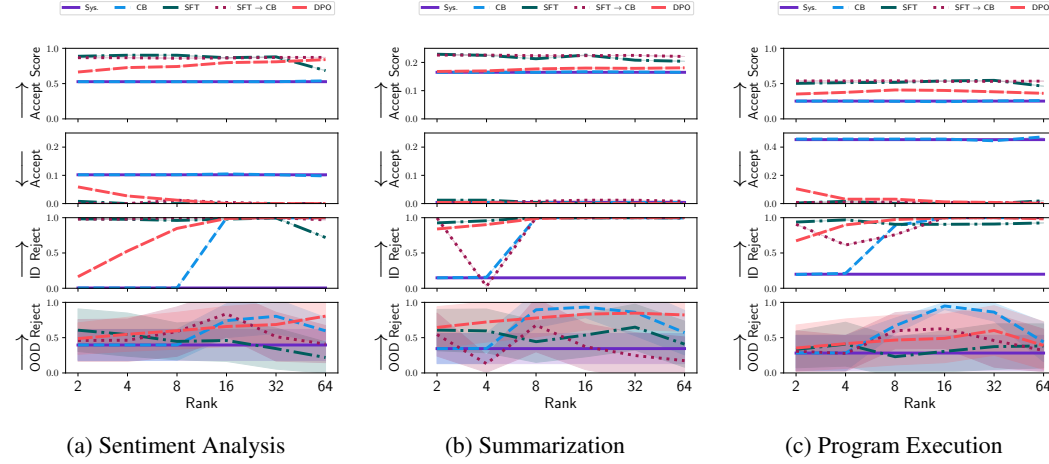 Sys. CB SFT SFT → CB DPO
Accept Score
1.0
0.5
0.0
Accept
0.2
0.1
0.0
ID Reject
1.0
0.5
0.0
OOD Reject
1.0
0.5
0.0
2 4 8 16 32 64
Rank
(a) Sentiment Analysis
Sys. CB SFT SFT → CB DPO
Accept Score
0.2
0.1
0.0
Accept
0.2
0.1
0.0
ID Reject
1.0
0.5
0.0
OOD Reject
1.0
0.5
0.0
2 4 8 16 32 64
Rank
(b) Summarization
Sys. CB SFT SFT → CB DPO
Accept Score
1.0
0.5
0.0
Accept
0.4
0.2
0.0
ID Reject
1.0
0.5
0.0
OOD Reject
1.0
0.5
0.0
2 4 8 16 32 64
Rank
(c) Program Execution